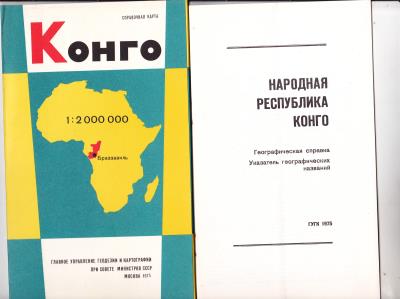 СПРАВОЧНАЯ КАРТА
Конго
1:2 000 000
Браззавиль
ГЛАВНОЕ УПРАВЛЕНИЕ ГЕОДЕЗИИ И КАРТОГРАФИИ
ПРИ СОВЕТЕ МИНИСТРОВ СССР
МОСКВА 1975
НАРОДНАЯ
РЕСПУБЛИКА
КОНГО
Географическая справка
Указатель географических
названий
ГУГК 1975